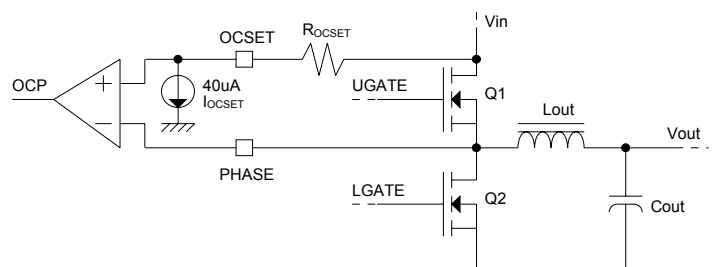 OCSET
R_OCSET
Vin
OCP
+
40uA
I_OCSET
UGATE
Q1
Lout
Vout
−
PHASE
LGATE
Q2
Cout